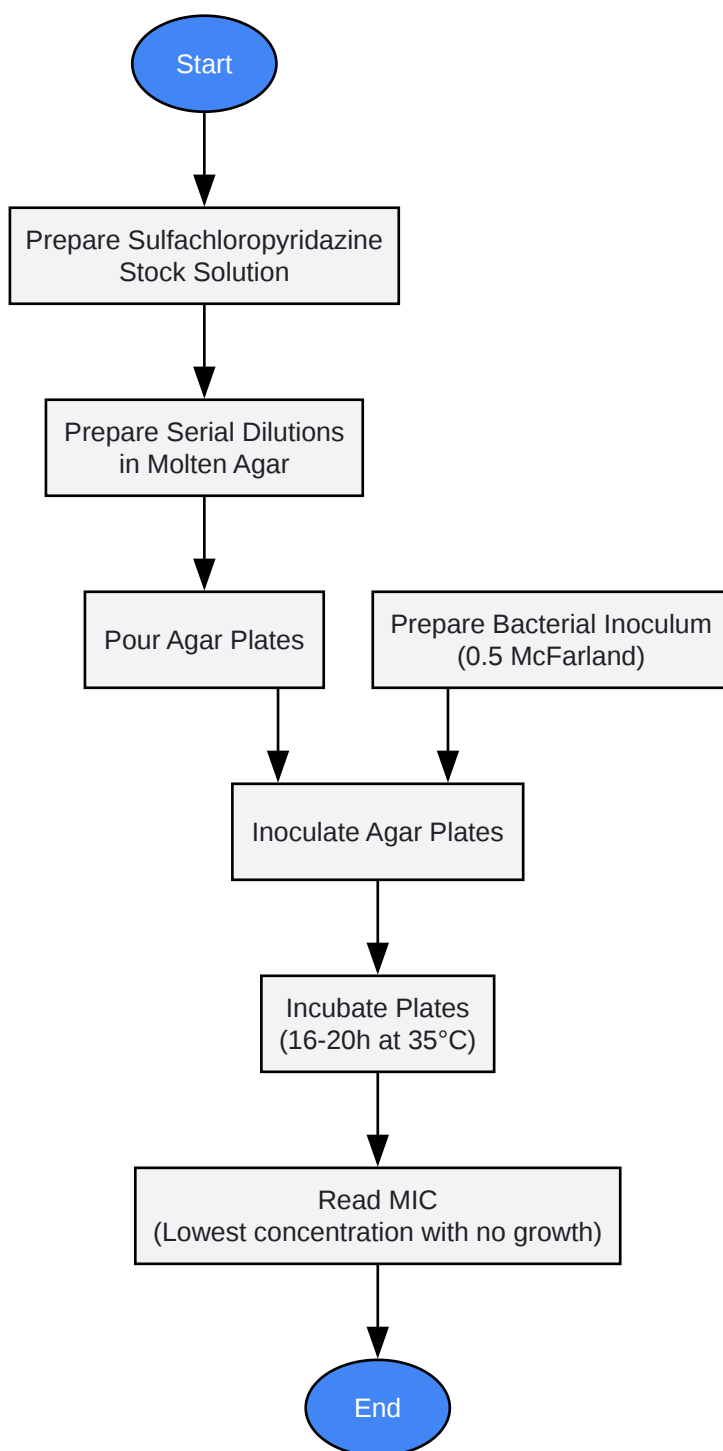 Start
Prepare Sulfachloropyridazine
Stock Solution
Prepare Serial Dilutions
in Molten Agar
Pour Agar Plates
Prepare Bacterial Inoculum
(0.5 McFarland)
Inoculate Agar Plates
Incubate Plates
(16-20h at 35°C)
Read MIC
(Lowest concentration with no growth)
End